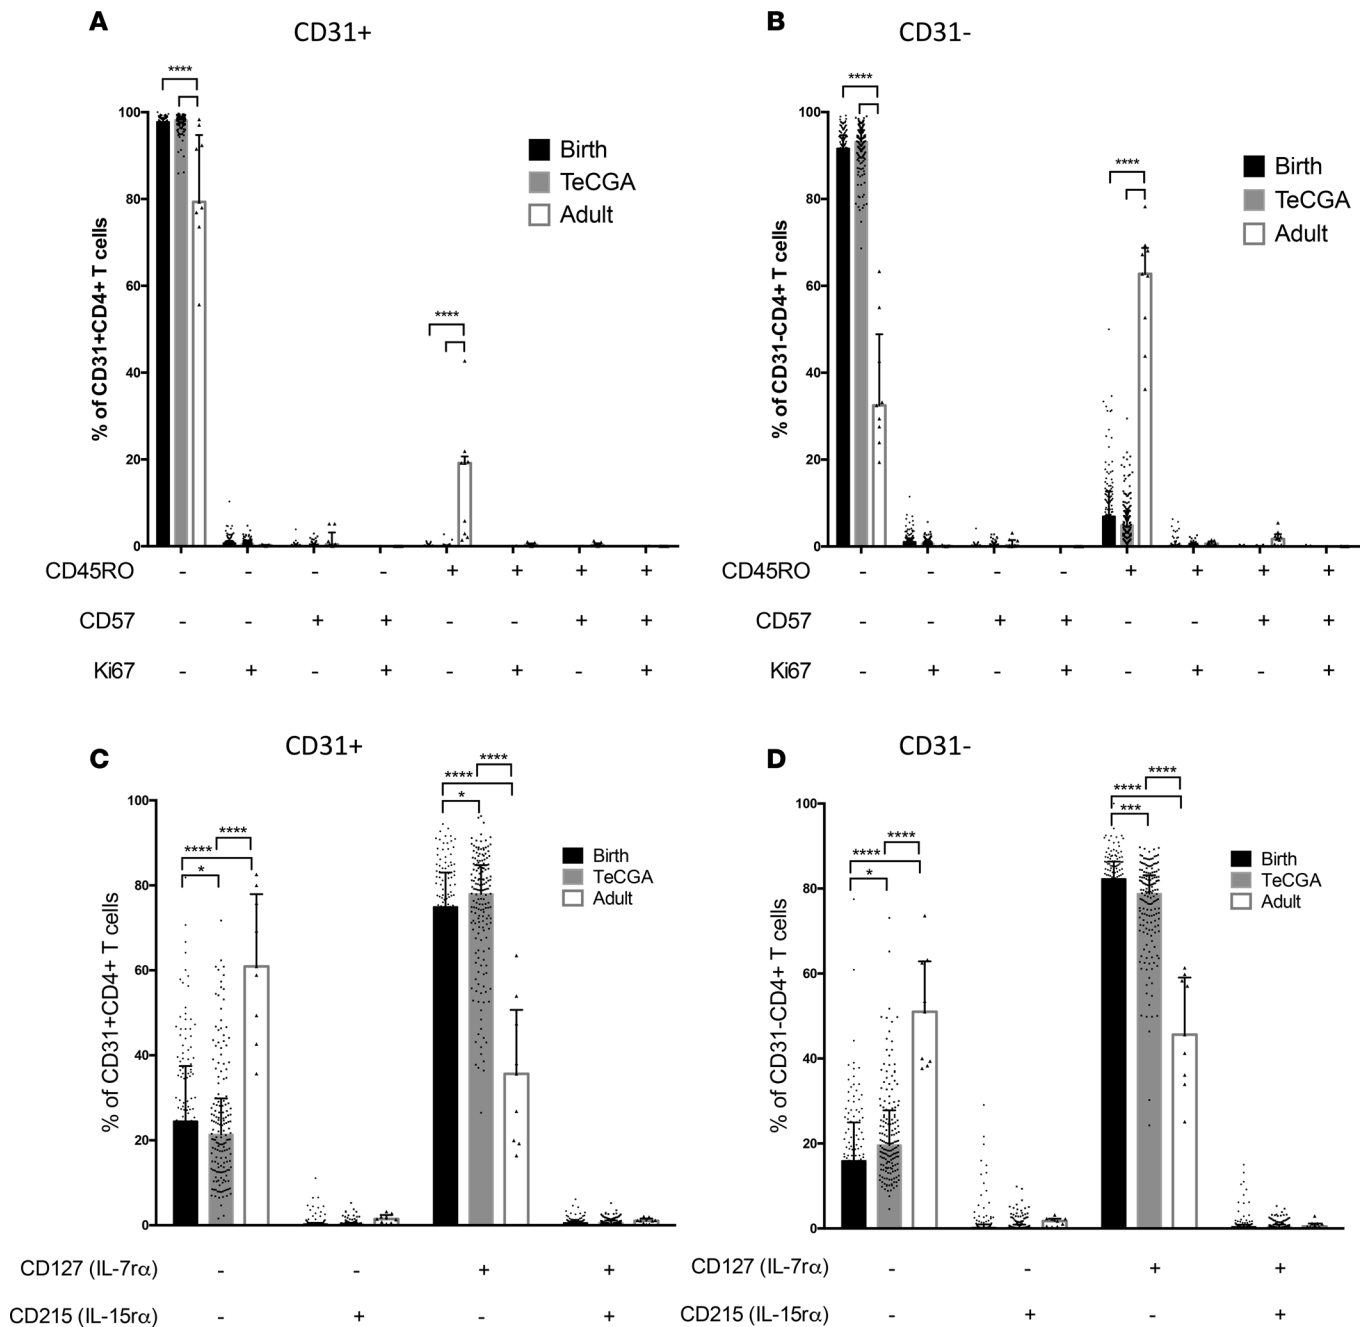 A
CD31+
****
100
80
60
40
20
0
% of CD31+CD4+ T cells
Birth
TeCGA
Adult
****
CD45RO - - - - + + + +
CD57 - - + + - - + +
Ki67 - + - + - + - +
B
CD31-
****
100
80
60
40
20
0
% of CD31-CD4+ T cells
****
Birth
TeCGA
Adult
CD45RO - - - - + + + +
CD57 - - + + - - + +
Ki67 - + - + - + - +
C
CD31+
100
80
60
40
20
0
% of CD31+CD4+ T cells
****
****
*
****
****
*
Birth
TeCGA
Adult
CD127 (IL-7rα) - - + +
CD215 (IL-15rα) - + - +
D
CD31-
100
80
60
40
20
0
% of CD31-CD4+ T cells
****
****
*
****
****
***
Birth
TeCGA
Adult
CD127 (IL-7rα) - - + +
CD215 (IL-15rα) - + - +